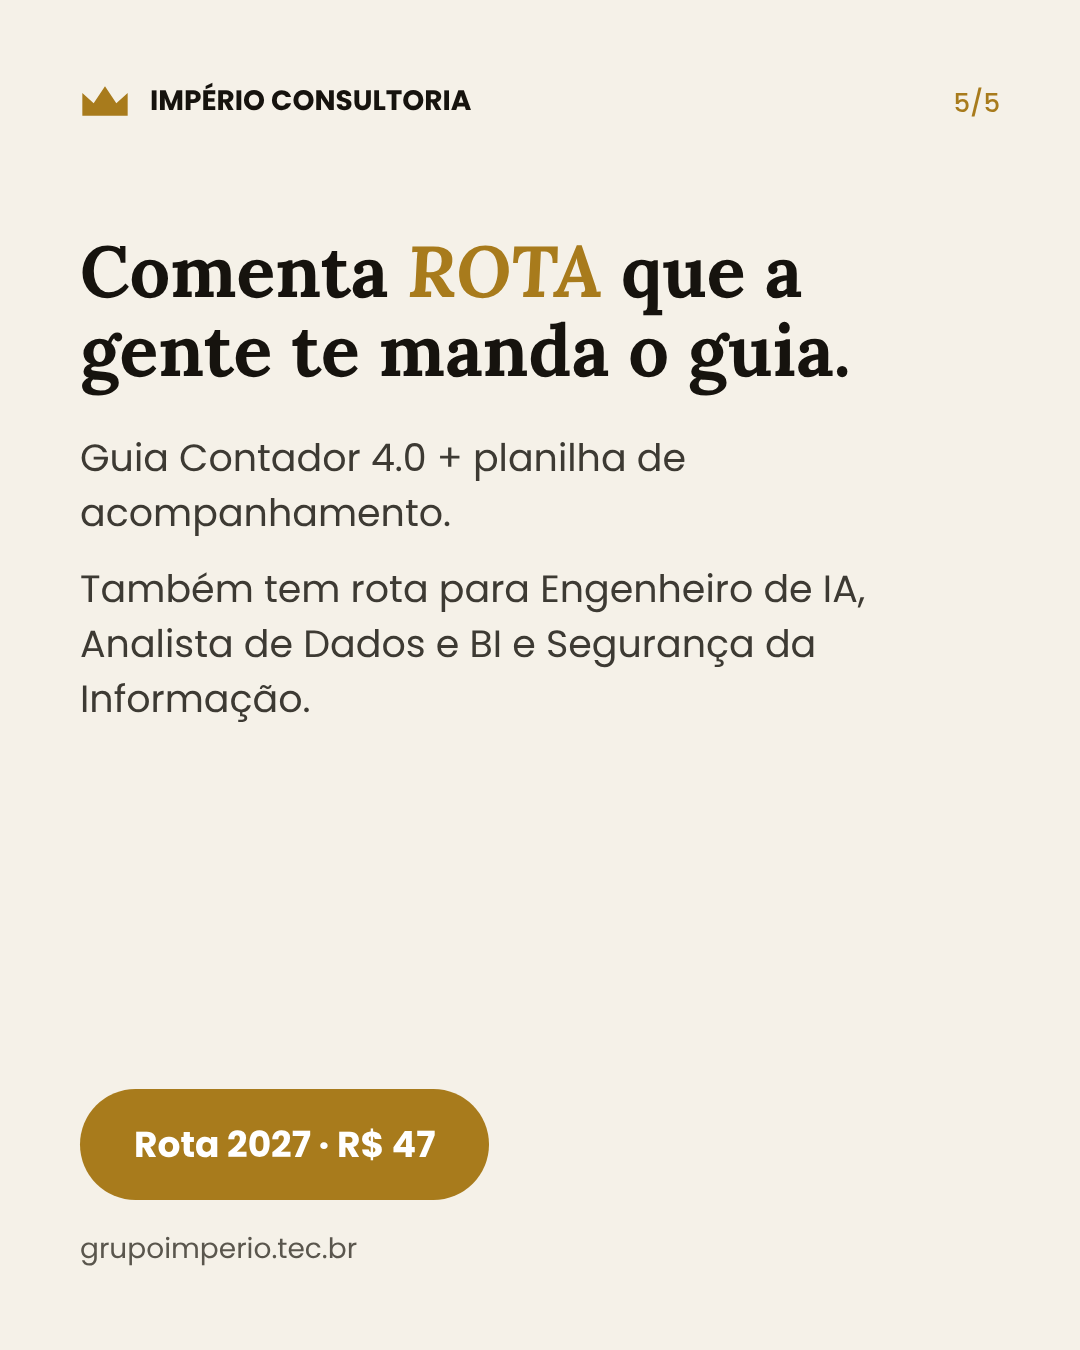 IMPÉRIO CONSULTORIA
5/5
Comenta ROTA que a
gente te manda o guia.
Guia Contador 4.0 + planilha de
acompanhamento.
Também tem rota para Engenheiro de IA,
Analista de Dados e BI e Segurança da
Informação.
Rota 2027 · R$ 47
grupoimperio.tec.br